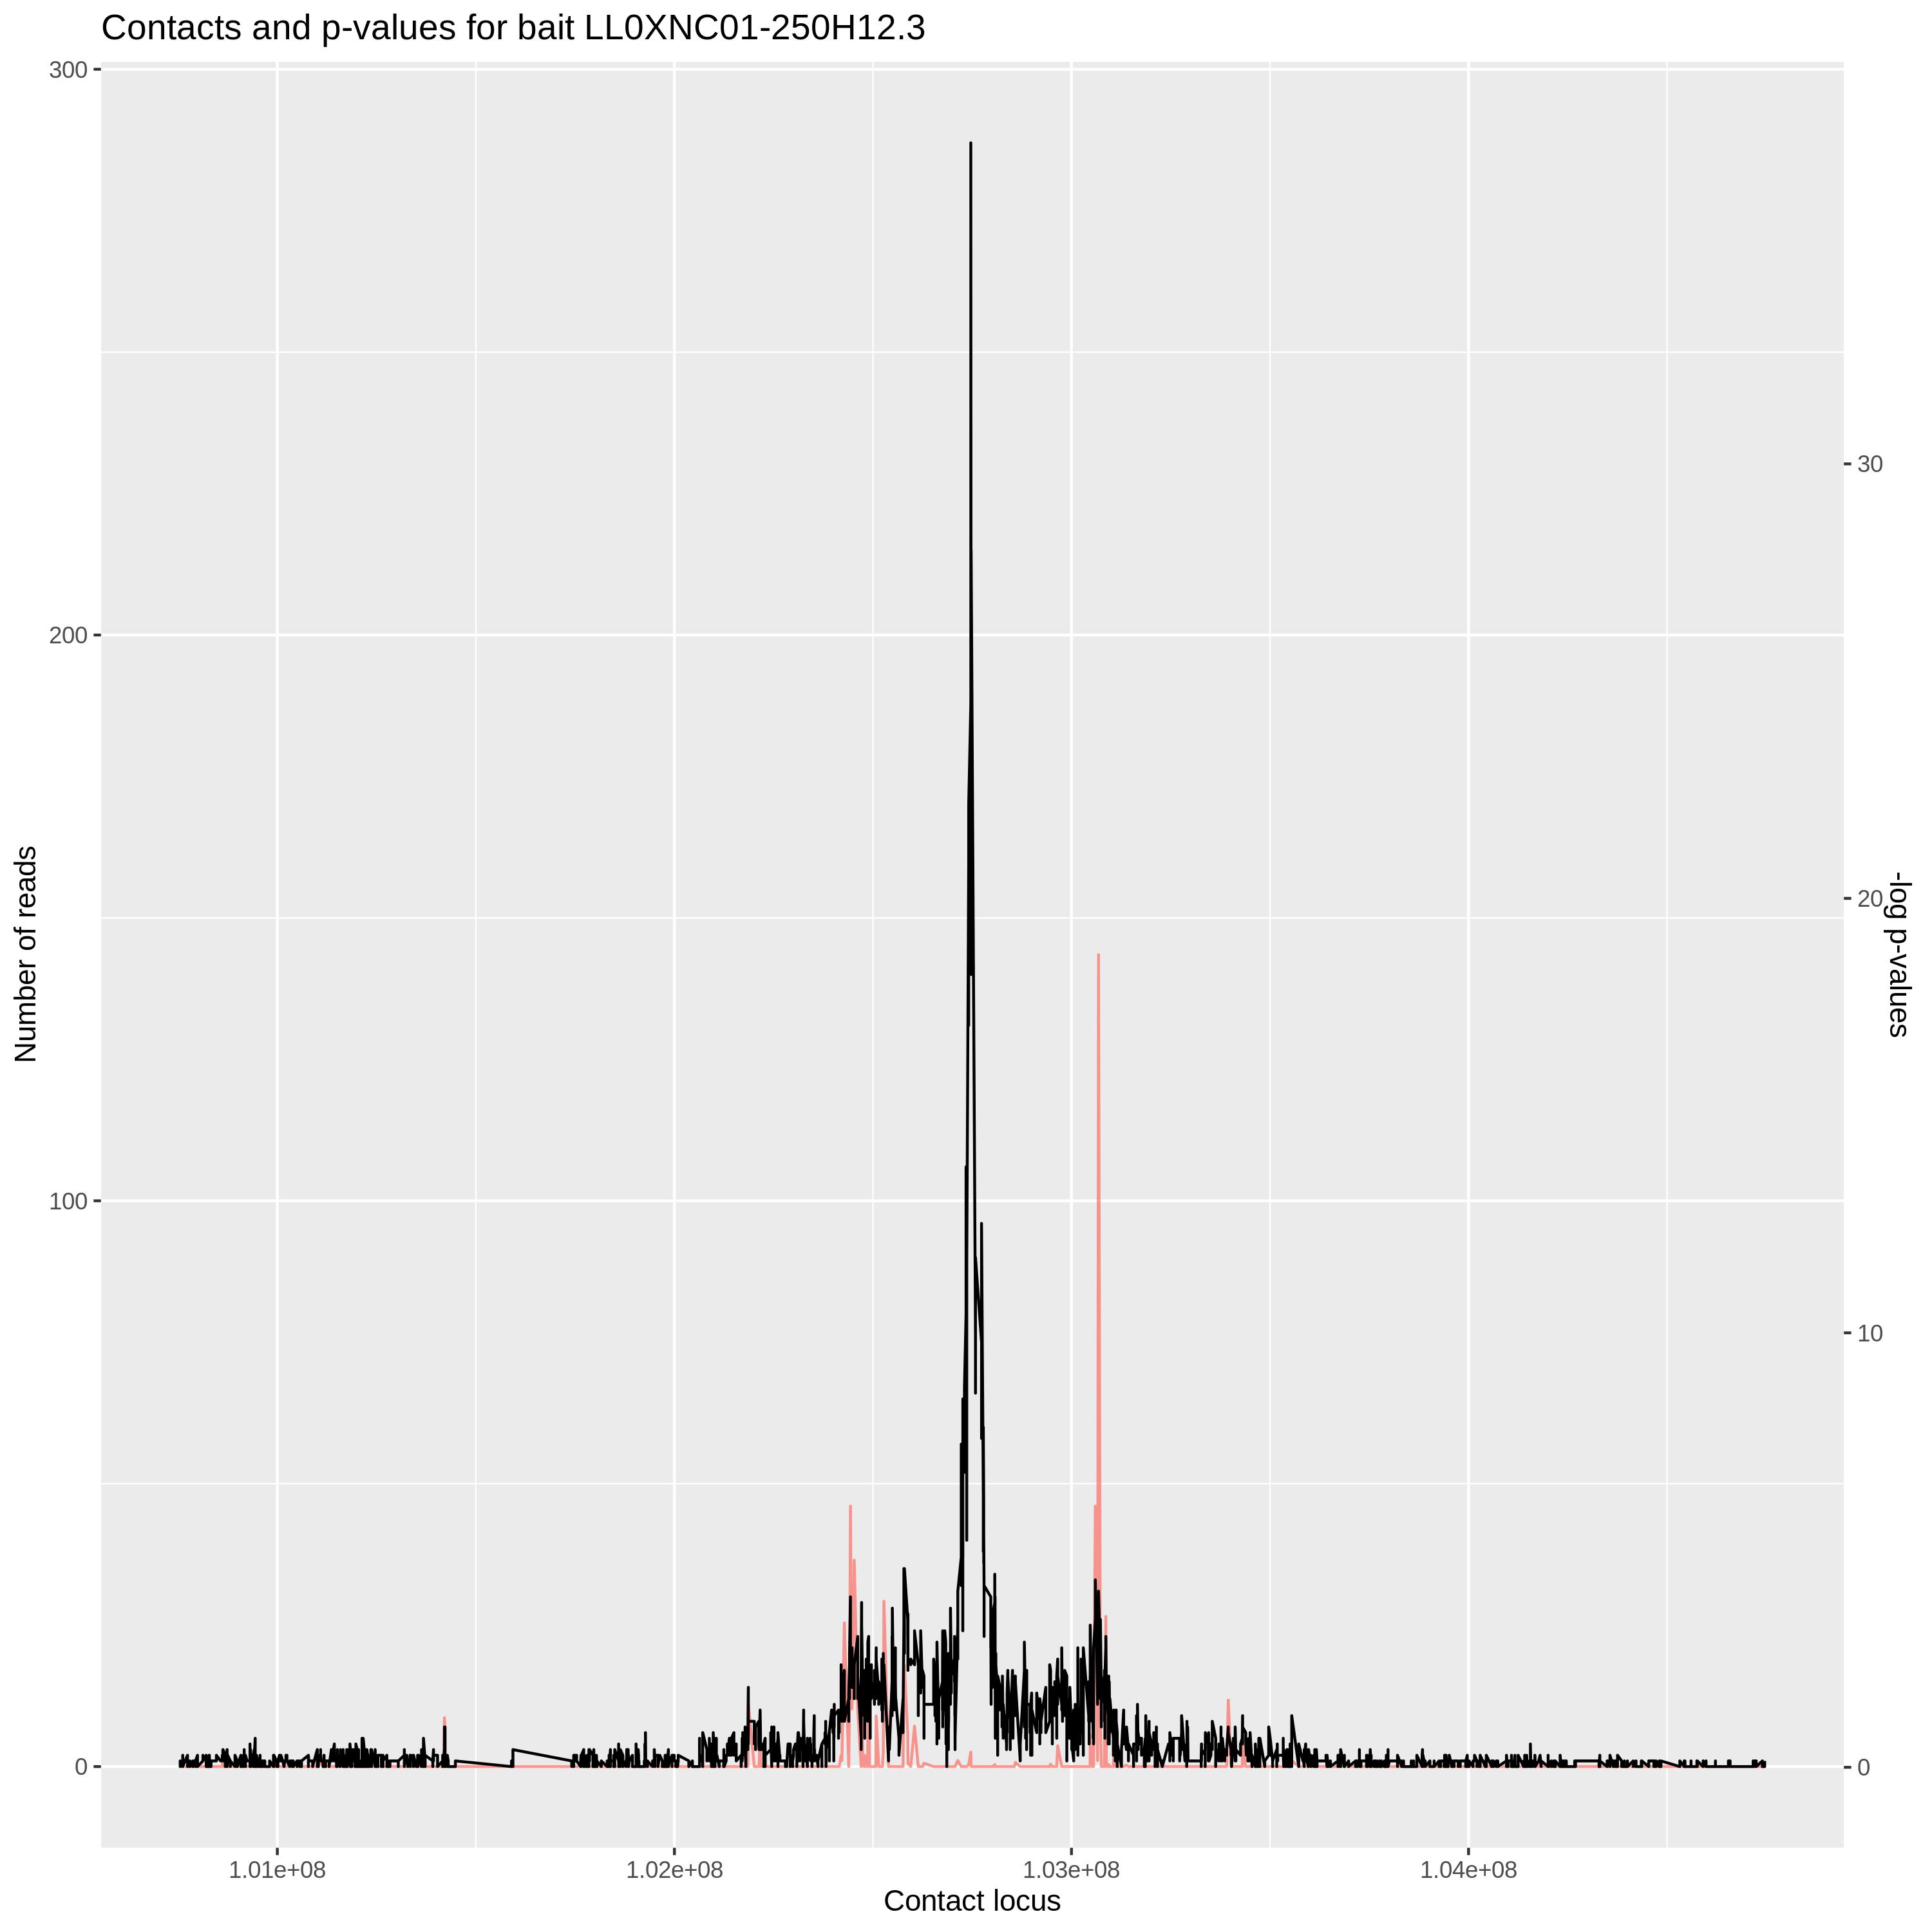 Contacts and p-values for bait LL0XNC01-250H12.3
300
200
100
0
Number of reads
30
20
10
0
-log p-values
1.01e+08
1.02e+08
1.03e+08
1.04e+08
Contact locus